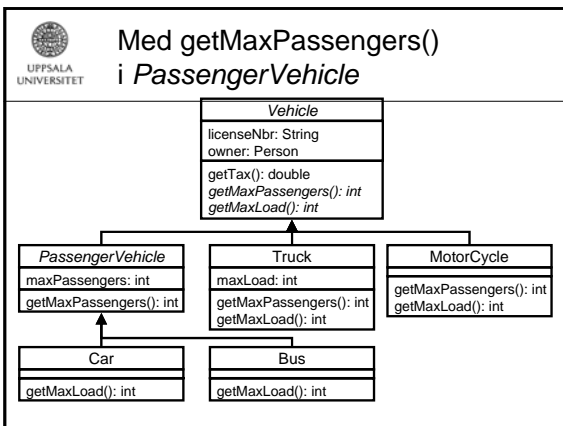 UPPSALA
UNIVERSITET
Med getMaxPassengers()
i PassengerVehicle
Vehicle
licenseNbr: String
owner: Person
getTax(): double
getMaxPassengers(): int
getMaxLoad(): int
PassengerVehicle
maxPassengers: int
getMaxPassengers(): int
Truck
maxLoad: int
getMaxPassengers(): int
getMaxLoad(): int
MotorCycle
getMaxPassengers(): int
getMaxLoad(): int
Car
getMaxLoad(): int
Bus
getMaxLoad(): int